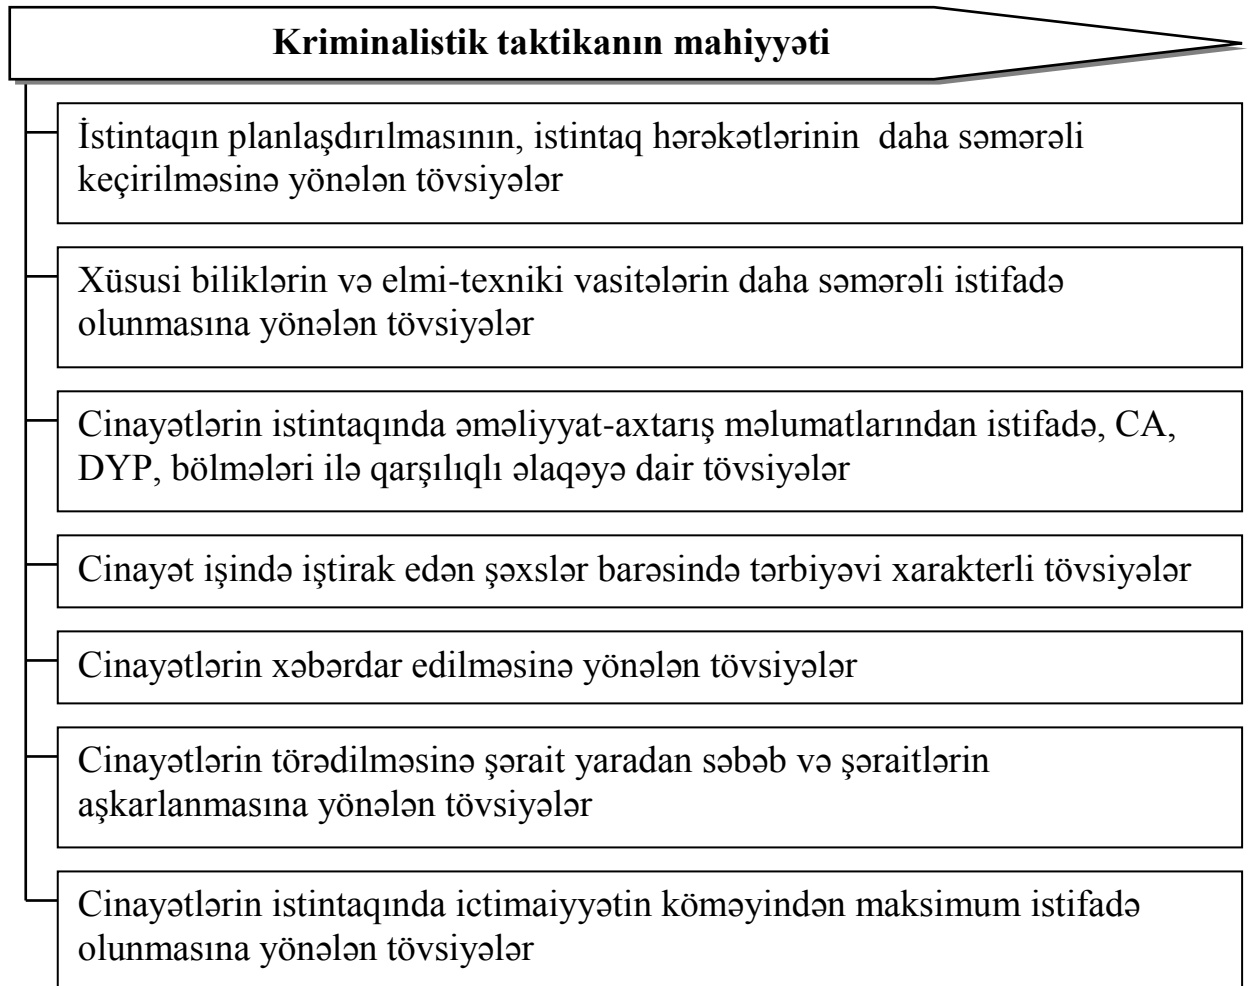 Kriminalistik taktikanın mahiyyəti
İstintaqın planlaşdırılmasının, istintaq hərəkətlərinin daha səmərəli
keçirilməsinə yönələn tövsiyələr
Xüsusi biliklərin və elmi-texniki vasitələrin daha səmərəli istifadə
olunmasına yönələn tövsiyələr
Cinayətlərin istintaqında əməliyyat-axtarış məlumatlarından istifadə, CA,
DYP, bölmələri ilə qarşılıqlı əlaqəyə dair tövsiyələr
Cinayət işində iştirak edən şəxslər barəsində tərbiyəvi xarakterli tövsiyələr
Cinayətlərin xəbərdar edilməsinə yönələn tövsiyələr
Cinayətlərin törədilməsinə şərait yaradan səbəb və şəraitlərin
aşkarlanmasına yönələn tövsiyələr
Cinayətlərin istintaqında ictimaiyyətin köməyindən maksimum istifadə
olunmasına yönələn tövsiyələr